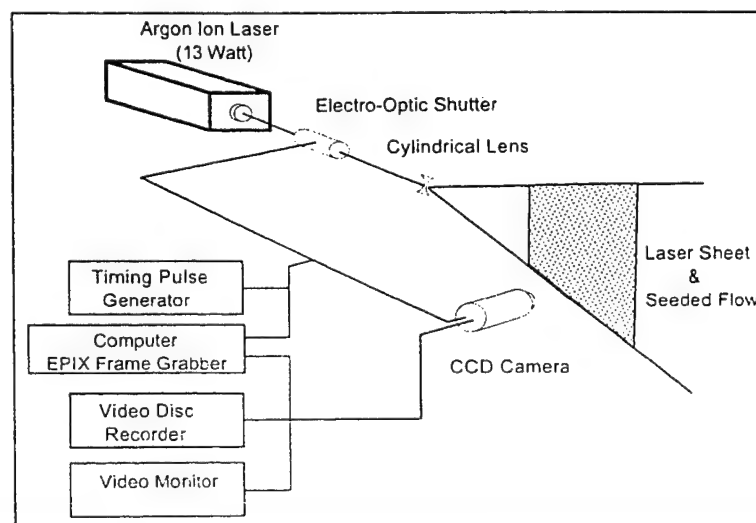 Argon Ion Laser
(13 Watt)
Electro-Optic Shutter
Cylindrical Lens
Laser Sheet
&
Seeded Flow
Timing Pulse
Generator
Computer
EPIX Frame Grabber
CCD Camera
Video Disc
Recorder
Video Monitor